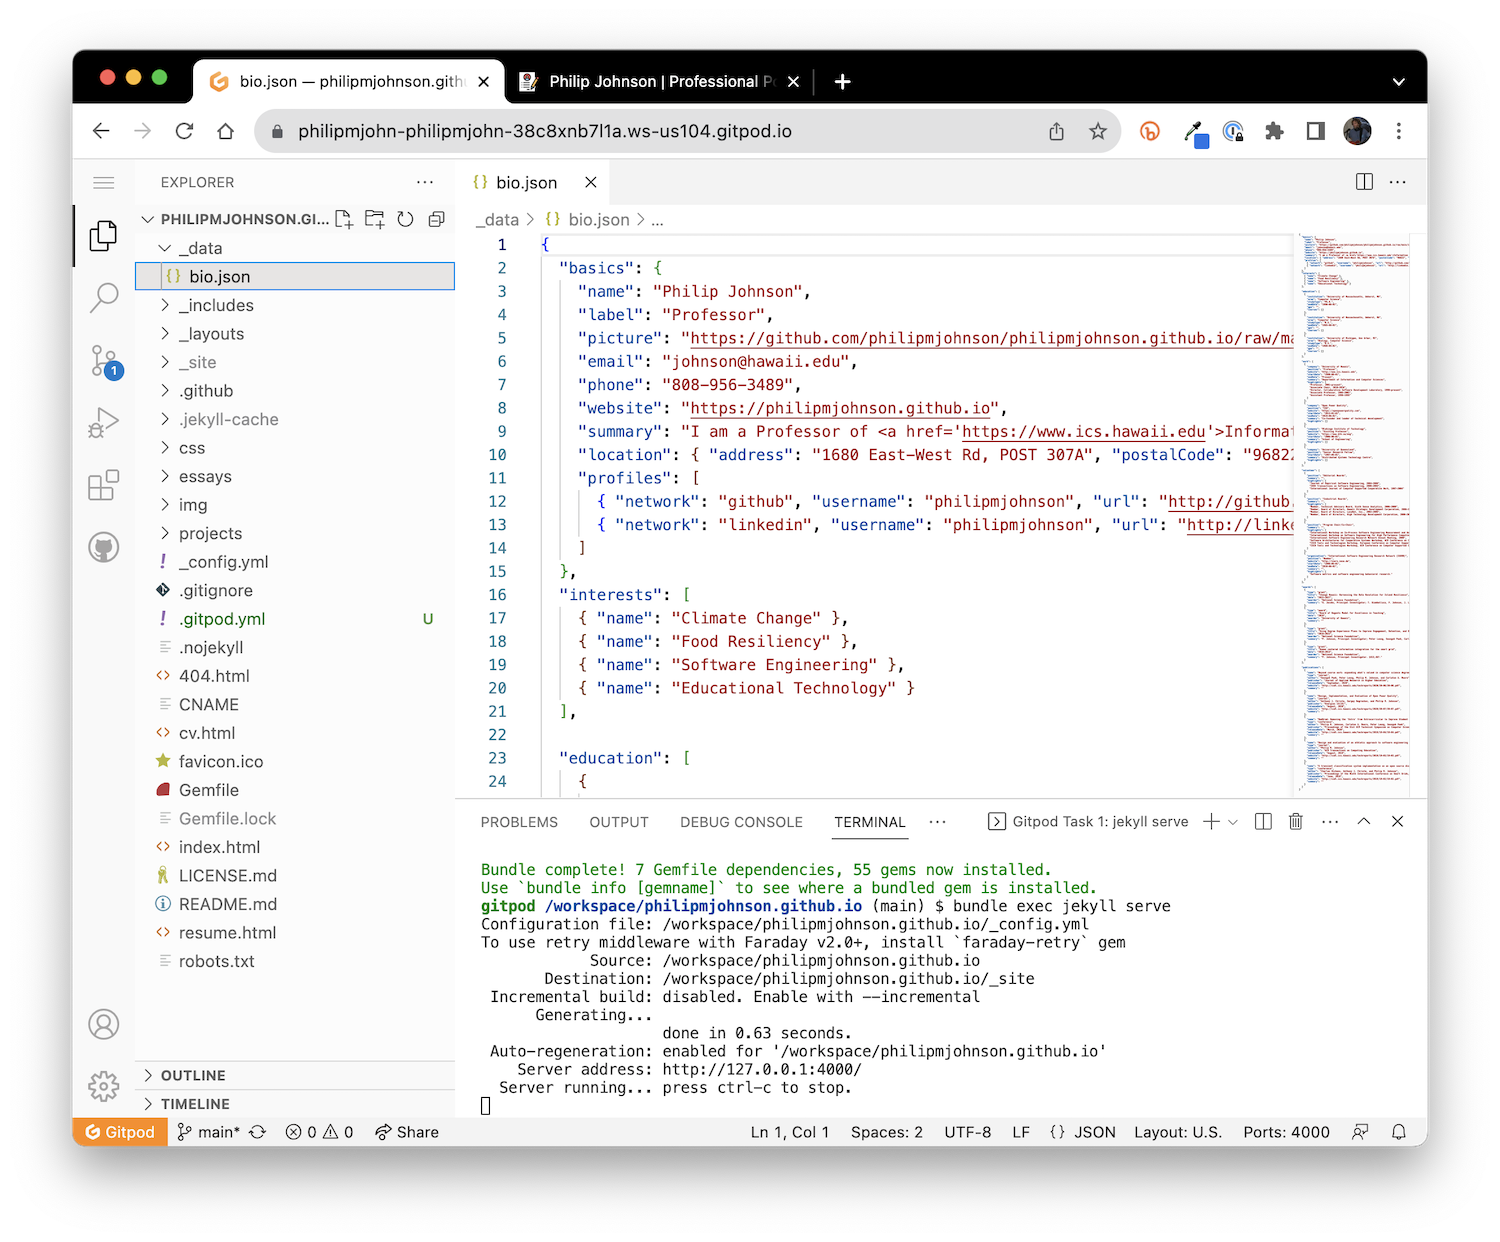 bio.json — philipmjohnson.gith
Philip Johnson | Professional P
philipmjohn-philipmjohn-38c8xnb7l1a.ws-us104.gitpod.io
EXPLORER
PHILIPMJOHNSON.GI...
_data
bio.json
_includes
_layouts
_site
.github
.jekyll-cache
css
essays
img
projects
_config.yml
.gitignore
.gitpod.yml U
.nojekyll
404.html
CNAME
cv.html
favicon.ico
Gemfile
Gemfile.lock
index.html
LICENSE.md
README.md
resume.html
robots.txt
OUTLINE
TIMELINE
1
{} bio.json
_data > {} bio.json > ...
1 {
2 "basics": {
3 "name": "Philip Johnson",
4 "label": "Professor",
5 "picture": "https://github.com/philipmjohnson/philipmjohnson.github.io/raw/ma
6 "email": "johnson@hawaii.edu",
7 "phone": "808-956-3489",
8 "website": "https://philipmjohnson.github.io",
9 "summary": "I am a Professor of <a href='https://www.ics.hawaii.edu'>Informat
10 "location": { "address": "1680 East-West Rd, POST 307A", "postalCode": "96822
11 "profiles": [
12 { "network": "github", "username": "philipmjohnson", "url": "http://github.
13 { "network": "linkedin", "username": "philipmjohnson", "url": "http://linke
14 ]
15 },
16 "interests": [
17 { "name": "Climate Change" },
18 { "name": "Food Resiliency" },
19 { "name": "Software Engineering" },
20 { "name": "Educational Technology" }
21 ],
22
23 "education": [
24 {
PROBLEMS OUTPUT DEBUG CONSOLE TERMINAL ... Gitpod Task 1: jekyll serve
Bundle complete! 7 Gemfile dependencies, 55 gems now installed.
Use `bundle info [gemname]` to see where a bundled gem is installed.
gitpod /workspace/philipmjohnson.github.io (main) $ bundle exec jekyll serve
Configuration file: /workspace/philipmjohnson.github.io/_config.yml
To use retry middleware with Faraday v2.0+, install `faraday-retry` gem
Source: /workspace/philipmjohnson.github.io
Destination: /workspace/philipmjohnson.github.io/_site
Incremental build: disabled. Enable with --incremental
Generating...
done in 0.63 seconds.
Auto-regeneration: enabled for '/workspace/philipmjohnson.github.io'
Server address: http://127.0.0.1:4000/
Server running... press ctrl-c to stop.
Gitpod main* 0 0 Share Ln 1, Col 1 Spaces: 2 UTF-8 LF {} JSON Layout: U.S. Ports: 4000